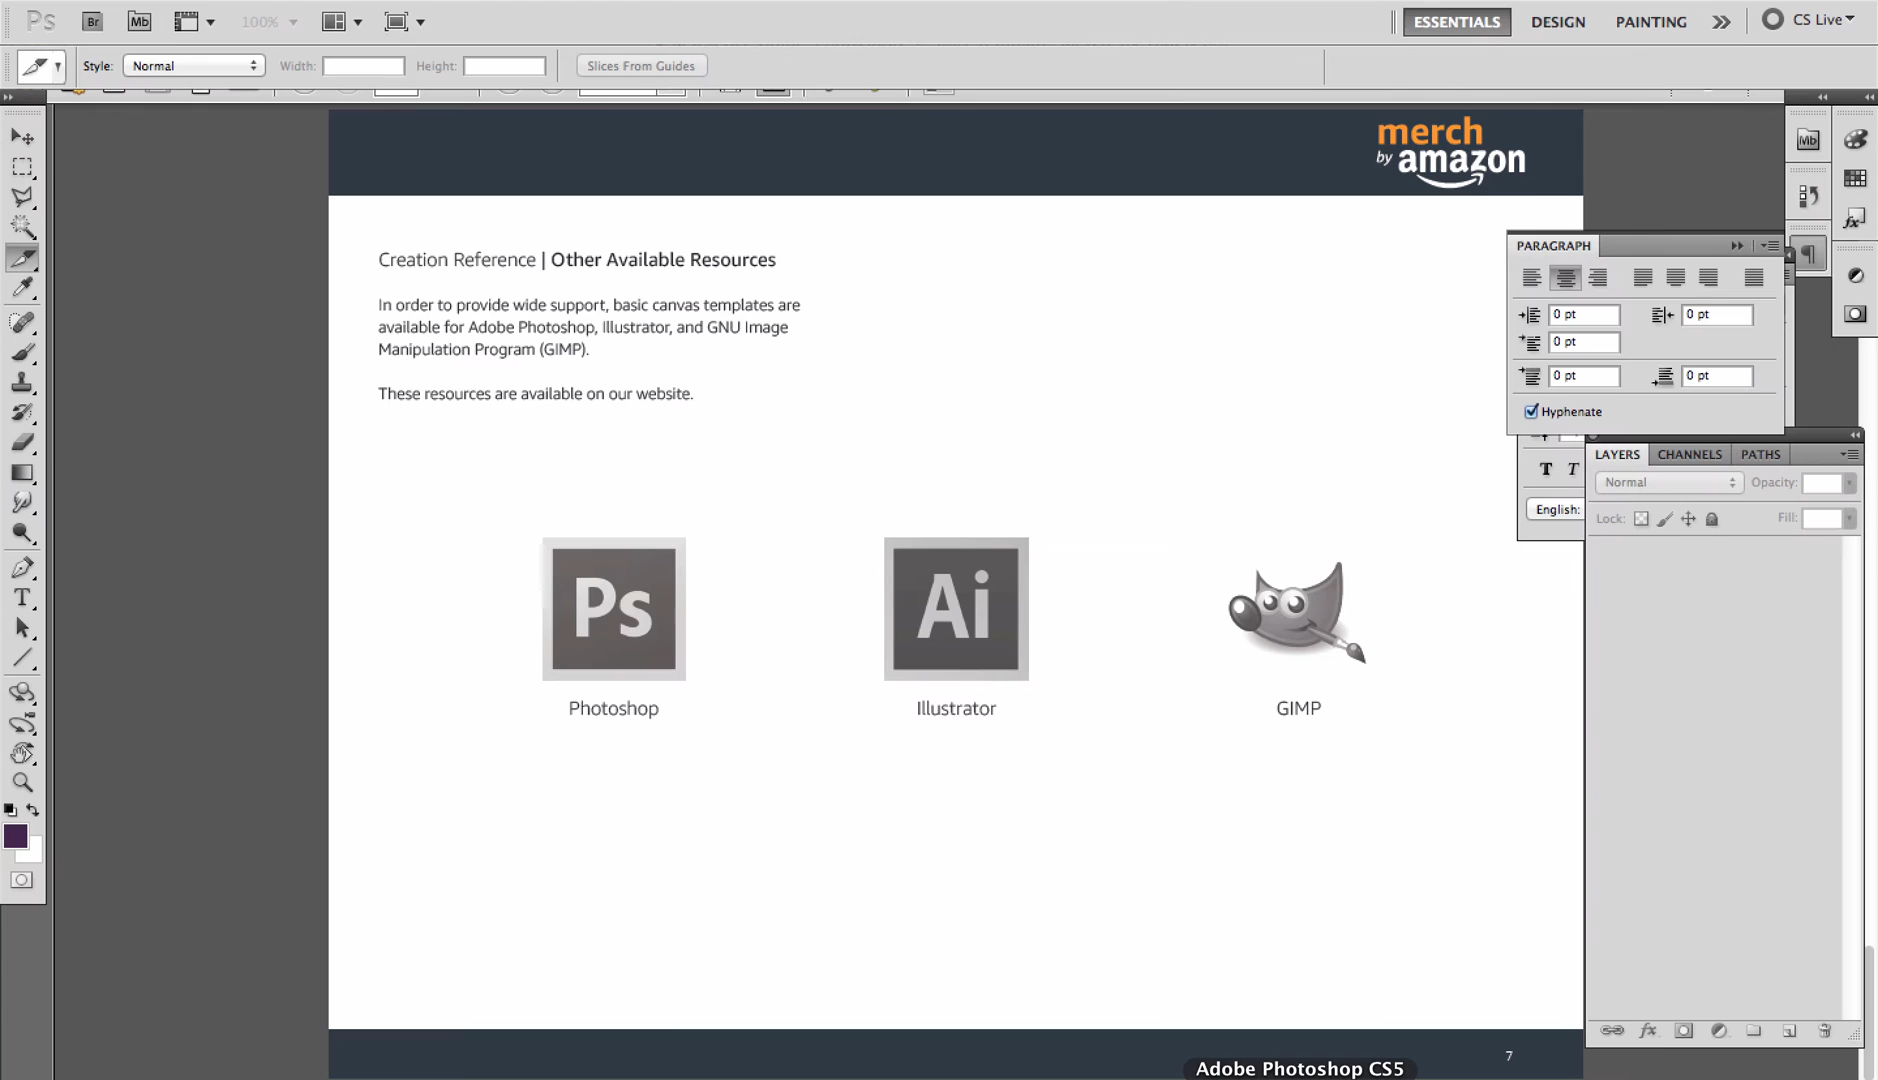 Ps Br Mb 100% ESSENTIALS DESIGN PAINTING CS Live
Style: Normal Width: Height: Slices From Guides
merch
by amazon
Mb
Creation Reference | Other Available Resources
In order to provide wide support, basic canvas templates are
available for Adobe Photoshop, Illustrator, and GNU Image
Manipulation Program (GIMP).
These resources are available on our website.
PARAGRAPH
0 pt 0 pt
0 pt
0 pt 0 pt
Hyphenate
T T
English:
LAYERS CHANNELS PATHS
Normal Opacity:
Lock: Fill:
fx
T
Ps Ai
Photoshop Illustrator GIMP
fx
7
Adobe Photoshop CS5